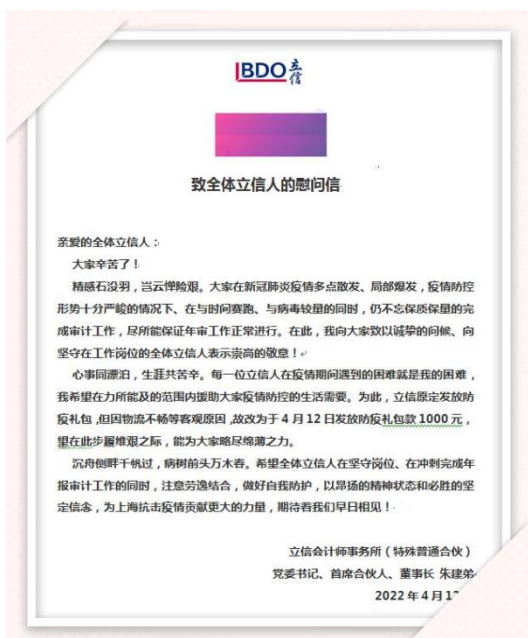 BDO 立信
致全体立信人的慰问信
亲爱的全体立信人：
大家辛苦了！
精感石没羽，岂云惮险艰。大家在新冠肺炎疫情多点散发、局部爆发，疫情防控
形势十分严峻的情况下、在与时间赛跑、与病毒较量的同时，仍不忘保质保量的完
成审计工作，尽所能保证年审工作正常进行。在此，我向大家致以诚挚的问候、向
坚守在工作岗位的全体立信人表示崇高的敬意！
心事同漂泊，生涯共苦辛。每一位立信人在疫情期间遇到的困难就是我的困难，
我希望在力所能及的范围内援助大家疫情防控的生活需要。为此，立信原定发放防
疫礼包，但因物流不畅等客观原因，故改为于 4 月 12 日发放防疫礼包款 1000 元，
望在此步履维艰之际，能为大家略尽绵薄之力。
沉舟侧畔千帆过，病树前头万木春。希望全体立信人在坚守岗位、在冲刺完成年
报审计工作的同时，注意劳逸结合，做好自我防护，以昂扬的精神状态和必胜的坚
定信念，为上海抗击疫情贡献更大的力量，期待着我们早日相见！
立信会计师事务所（特殊普通合伙）
党委书记、首席合伙人、董事长 朱建弟
2022 年 4 月